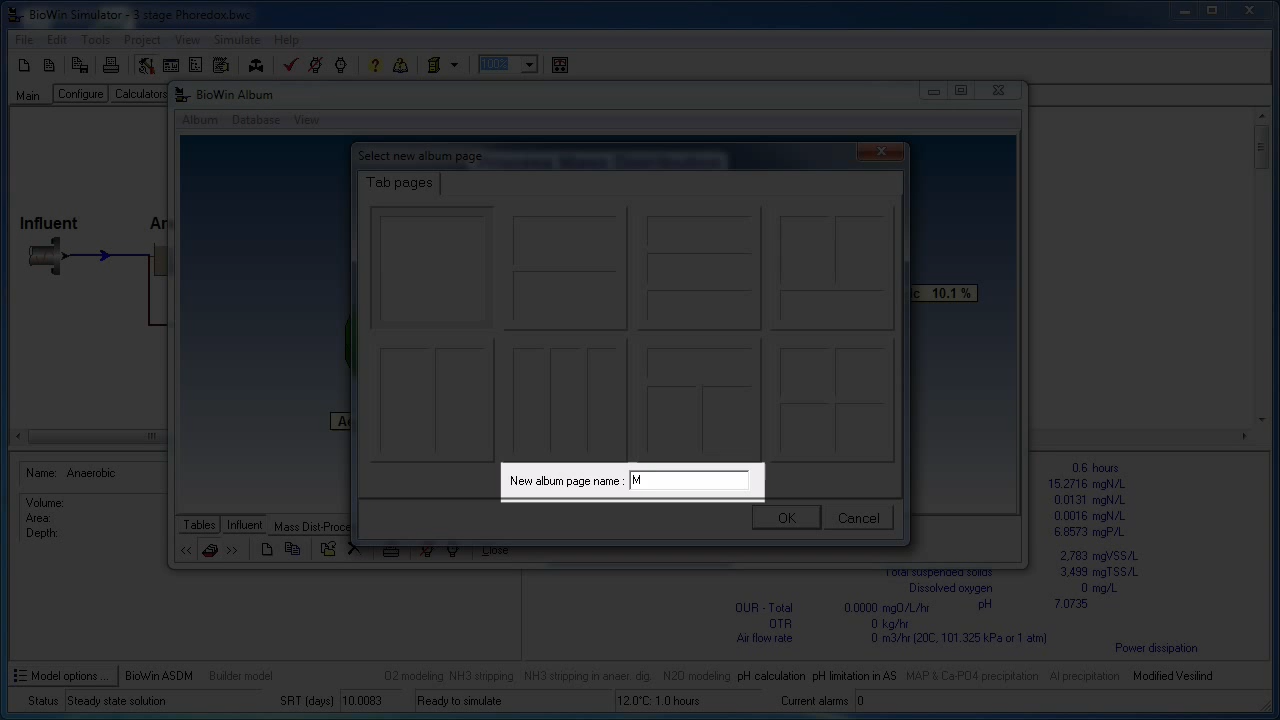 BioWin Simulator - 3 stage Phoredox.bwc
File Edit Tools Project View Simulate Help
100%
Main Configure Calculators
BioWin Album
Album Database View
Select new album page
Tab pages
Influent
10.1 %
New album page name : M
OK Cancel
Name: Anaerobic
Volume:
Area:
Depth:
Tables Influent Mass Dist-Proce
Close
0.6 hours
15.2716 mgN/L
0.0131 mgN/L
0.0016 mgN/L
6.8573 mgP/L
2,783 mgVSS/L
Total suspended solids 3,499 mgTSS/L
Dissolved oxygen 0 mg/L
pH 7.0735
OUR - Total 0.0000 mgO/L/hr
OTR 0 kg/hr
Air flow rate 0 m3/hr (20C, 101.325 kPa or 1 atm)
Power dissipation
Model options ... BioWin ASDM Builder model O2 modeling NH3 stripping NH3 stripping in anaer. dig. N2O modeling pH calculation pH limitation in AS MAP & Ca-PO4 precipitation Al precipitation Modified Vesilind
Status Steady state solution SRT (days) 10.0083 Ready to simulate 12.0°C: 1.0 hours Current alarms 0